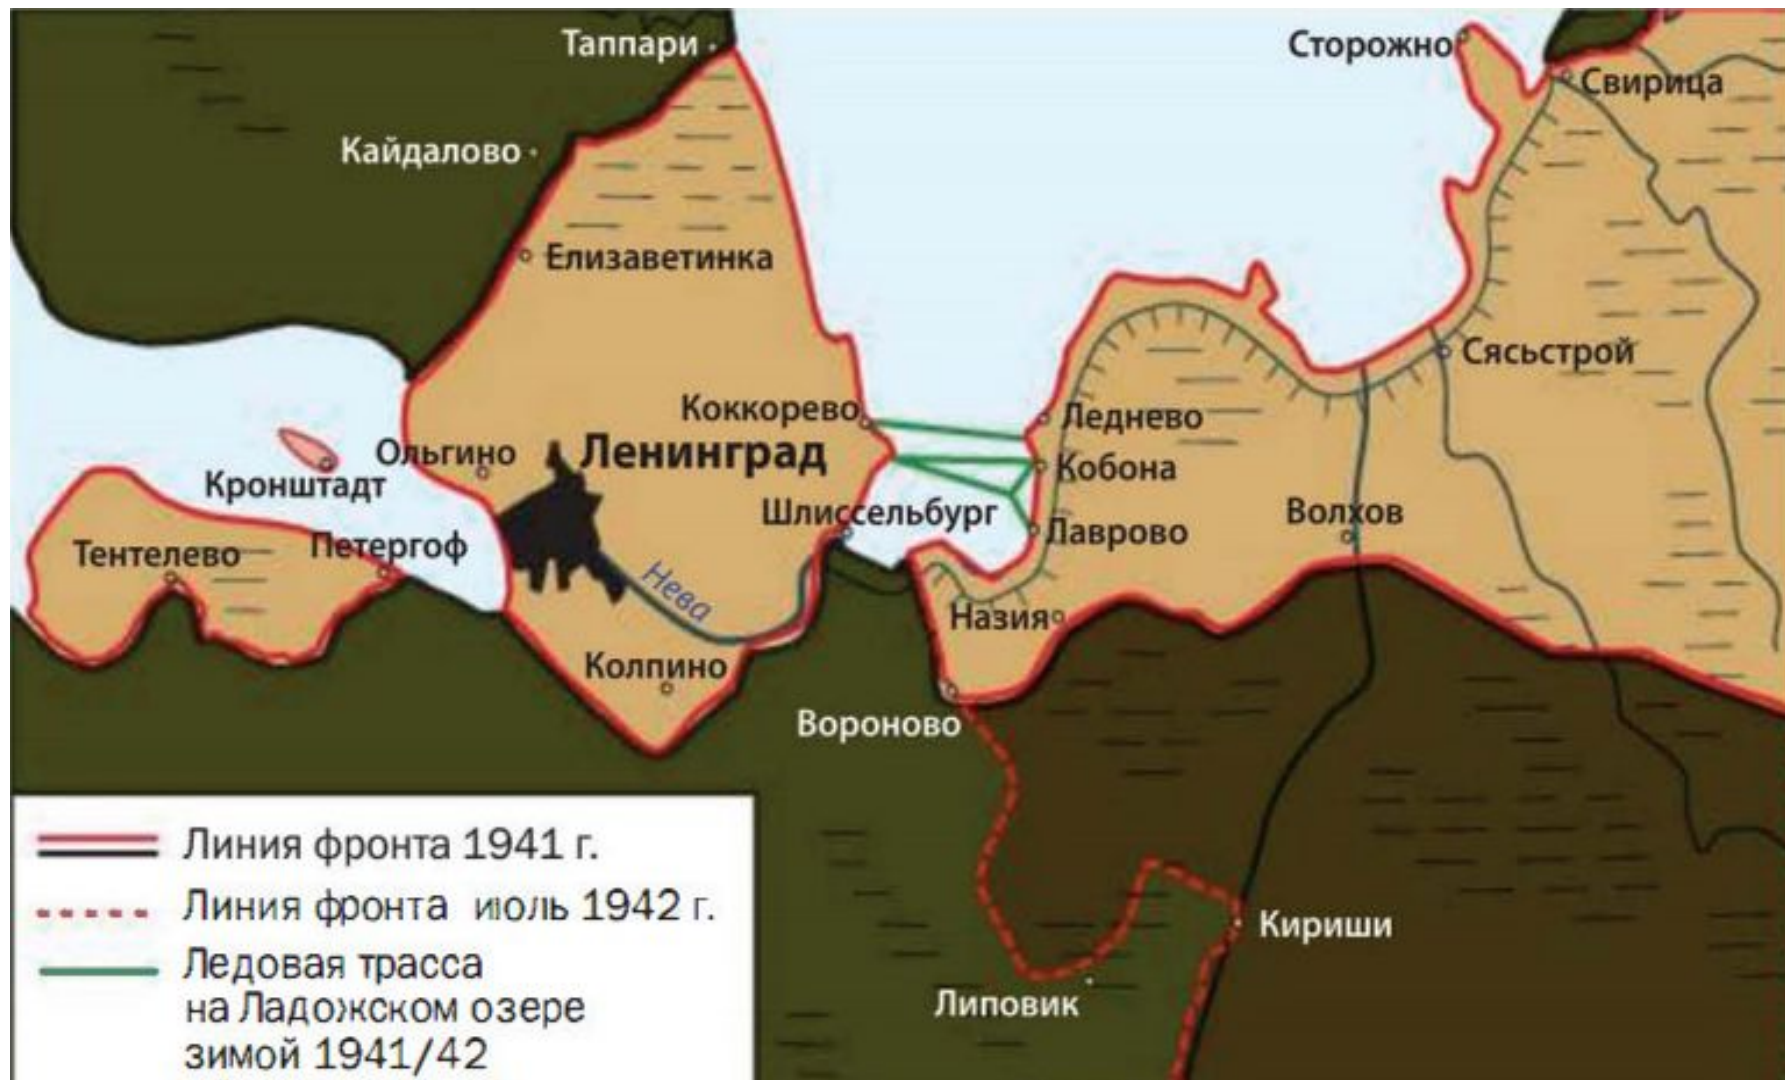 Таппари
Сторожно
Свирица
Кайдалово
Елизаветинка
Сясьстрой
Коккорево
Леднево
Ольгино
Ленинград
Кобона
Кронштадт
Шлиссельбург
Волхов
Лаврово
Тентелево
Петергоф
Нева
Назия
Колпино
Вороново
Кириши
Липовик
Линия фронта 1941 г.
Линия фронта июль 1942 г.
Ледовая трасса
на Ладожском озере
зимой 1941/42